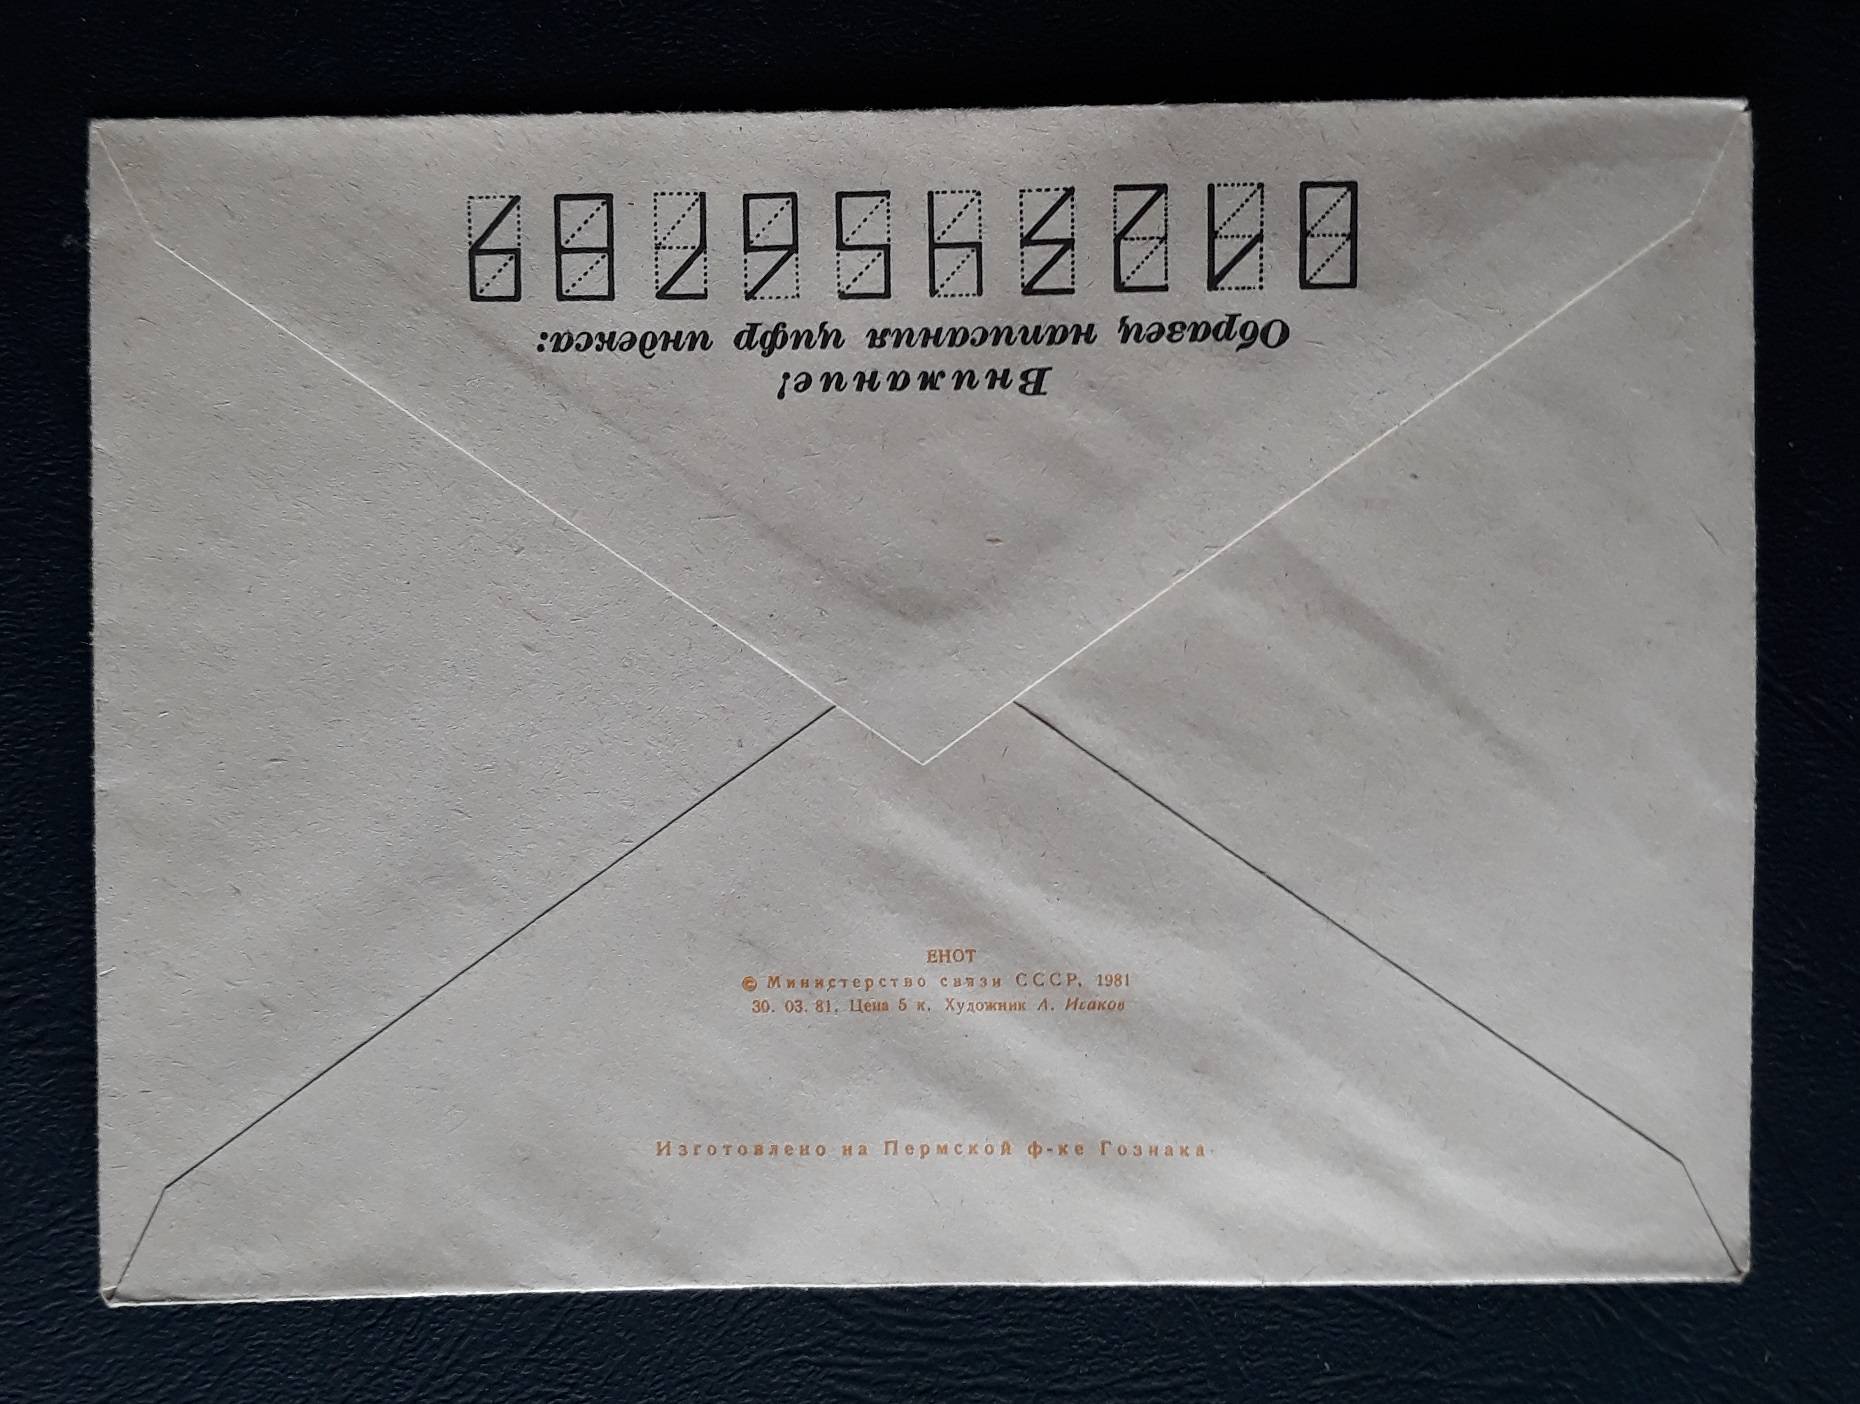 Внимание!
Образец написания цифр индекса:
0123456789
ЕНОТ
© Министерство связи СССР, 1981
30. 03. 81. Цена 5 к. Художник А. Исаков
Изготовлено на Пермской ф-ке Гознака